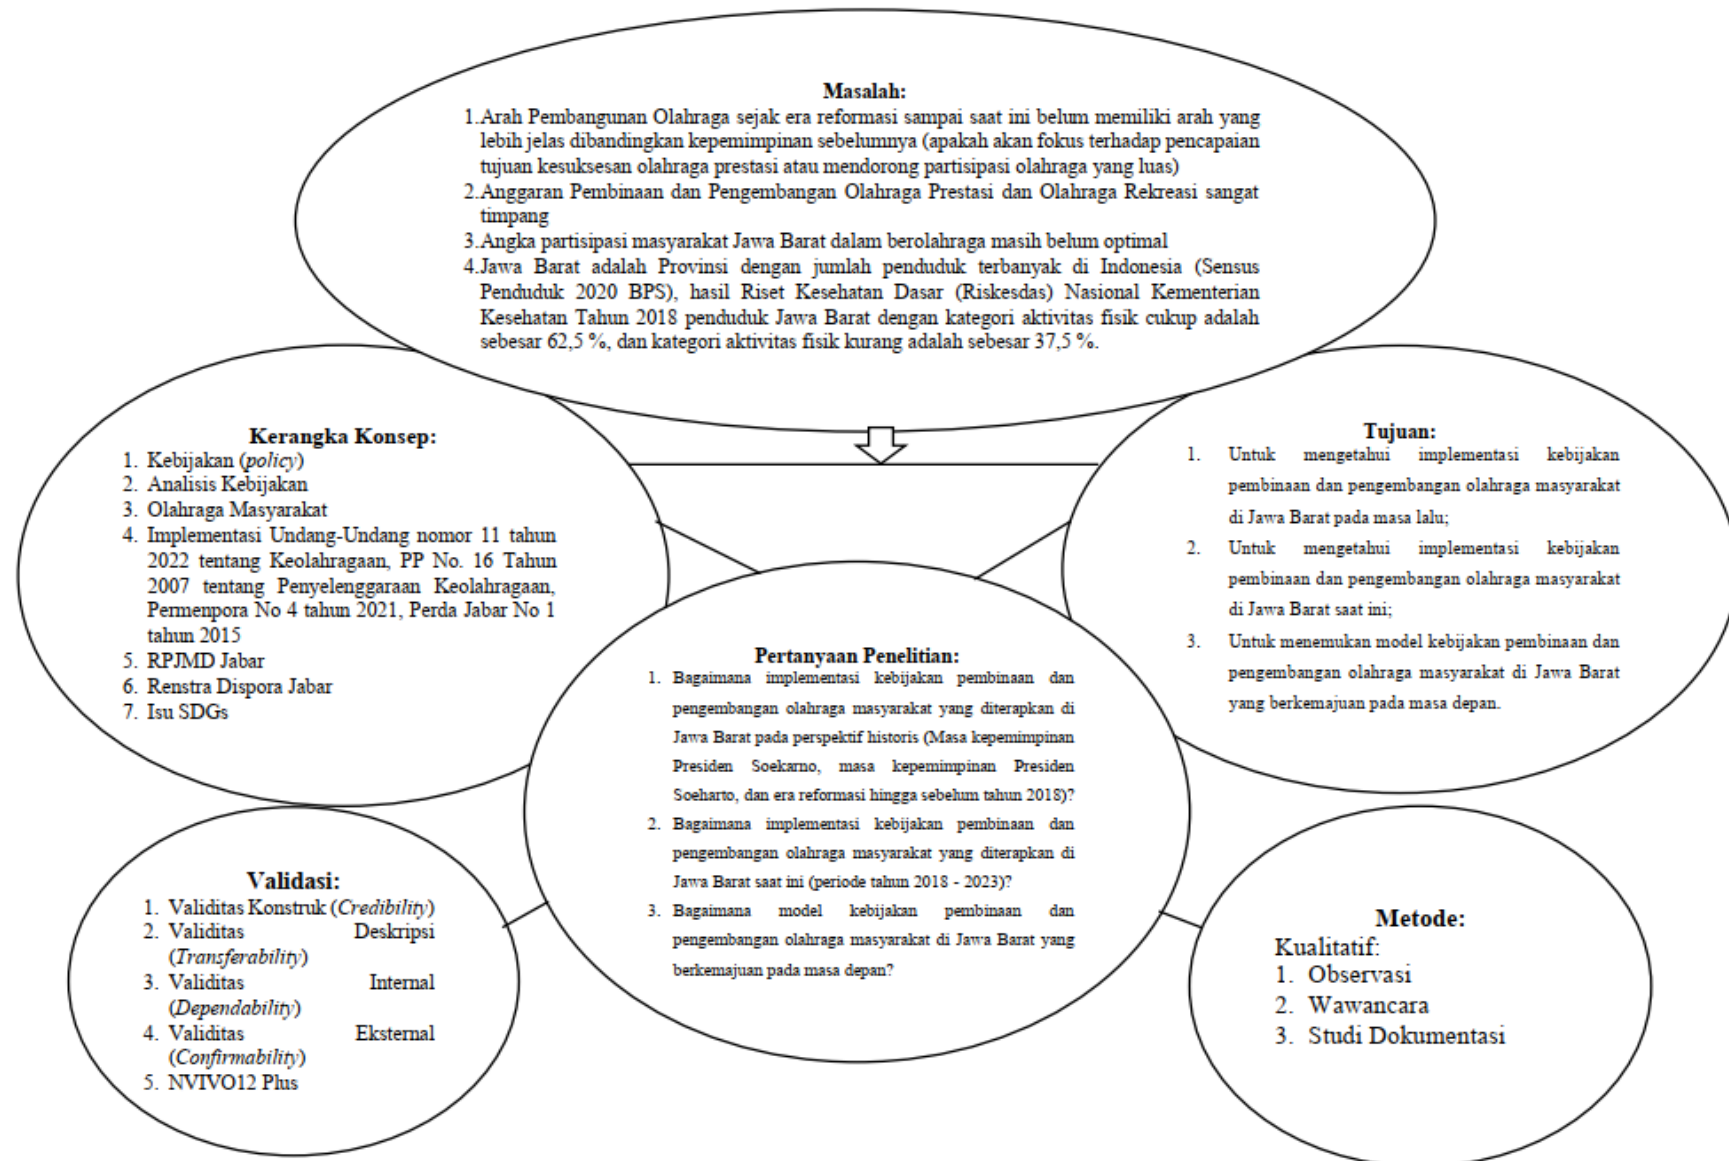 Masalah:
1.Arah Pembangunan Olahraga sejak era reformasi sampai saat ini belum memiliki arah yang
lebih jelas dibandingkan kepemimpinan sebelumnya (apakah akan fokus terhadap pencapaian
tujuan kesuksesan olahraga prestasi atau mendorong partisipasi olahraga yang luas)
2.Anggaran Pembinaan dan Pengembangan Olahraga Prestasi dan Olahraga Rekreasi sangat
timpang
3.Angka partisipasi masyarakat Jawa Barat dalam berolahraga masih belum optimal
4.Jawa Barat adalah Provinsi dengan jumlah penduduk terbanyak di Indonesia (Sensus
Penduduk 2020 BPS), hasil Riset Kesehatan Dasar (Riskesdas) Nasional Kementerian
Kesehatan Tahun 2018 penduduk Jawa Barat dengan kategori aktivitas fisik cukup adalah
sebesar 62,5 %, dan kategori aktivitas fisik kurang adalah sebesar 37,5 %.
Kerangka Konsep:
1. Kebijakan (policy)
2. Analisis Kebijakan
3. Olahraga Masyarakat
4. Implementasi Undang-Undang nomor 11 tahun
2022 tentang Keolahragaan, PP No. 16 Tahun
2007 tentang Penyelenggaraan Keolahragaan,
Permenpora No 4 tahun 2021, Perda Jabar No 1
tahun 2015
5. RPJMD Jabar
6. Renstra Dispora Jabar
7. Isu SDGs
Tujuan:
1. Untuk mengetahui implementasi kebijakan
pembinaan dan pengembangan olahraga masyarakat
di Jawa Barat pada masa lalu;
2. Untuk mengetahui implementasi kebijakan
pembinaan dan pengembangan olahraga masyarakat
di Jawa Barat saat ini;
3. Untuk menemukan model kebijakan pembinaan dan
pengembangan olahraga masyarakat di Jawa Barat
yang berkemajuan pada masa depan.
Pertanyaan Penelitian:
1. Bagaimana implementasi kebijakan pembinaan dan
pengembangan olahraga masyarakat yang diterapkan di
Jawa Barat pada perspektif historis (Masa kepemimpinan
Presiden Soekarno, masa kepemimpinan Presiden
Soeharto, dan era reformasi hingga sebelum tahun 2018)?
2. Bagaimana implementasi kebijakan pembinaan dan
pengembangan olahraga masyarakat yang diterapkan di
Jawa Barat saat ini (periode tahun 2018 - 2023)?
3. Bagaimana model kebijakan pembinaan dan
pengembangan olahraga masyarakat di Jawa Barat yang
berkemajuan pada masa depan?
Validasi:
1. Validitas Konstruk (Credibility)
2. Validitas Deskripsi
(Transferability)
3. Validitas Internal
(Dependability)
4. Validitas Eksternal
(Confirmability)
5. NVIVO12 Plus
Metode:
Kualitatif:
1. Observasi
2. Wawancara
3. Studi Dokumentasi